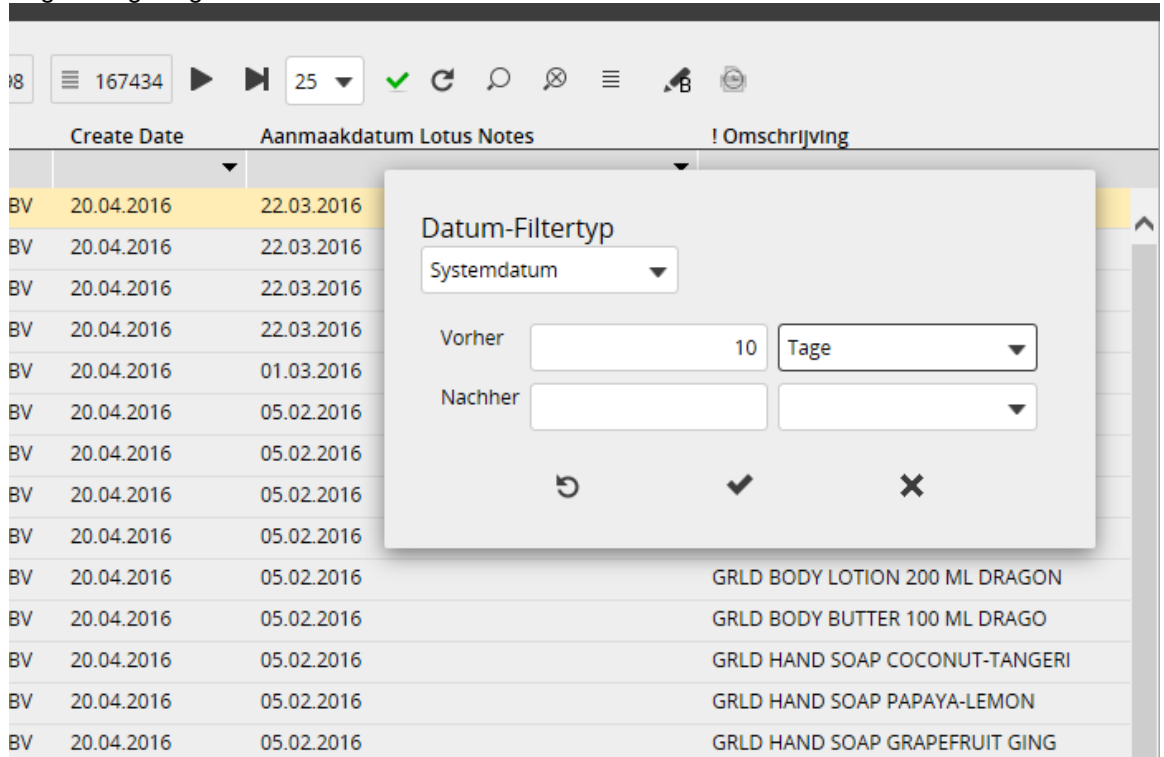 98 167434 25
Create Date Aanmaakdatum Lotus Notes ! Omschrijving
BV 20.04.2016 22.03.2016
BV 20.04.2016 22.03.2016
BV 20.04.2016 22.03.2016
BV 20.04.2016 22.03.2016
BV 20.04.2016 01.03.2016
BV 20.04.2016 05.02.2016
BV 20.04.2016 05.02.2016
BV 20.04.2016 05.02.2016
BV 20.04.2016 05.02.2016
BV 20.04.2016 05.02.2016 GRLD BODY LOTION 200 ML DRAGON
BV 20.04.2016 05.02.2016 GRLD BODY BUTTER 100 ML DRAGO
BV 20.04.2016 05.02.2016 GRLD HAND SOAP COCONUT-TANGERI
BV 20.04.2016 05.02.2016 GRLD HAND SOAP PAPAYA-LEMON
BV 20.04.2016 05.02.2016 GRLD HAND SOAP GRAPEFRUIT GING
Datum-Filtertyp
Systemdatum
Vorher 10 Tage
Nachher